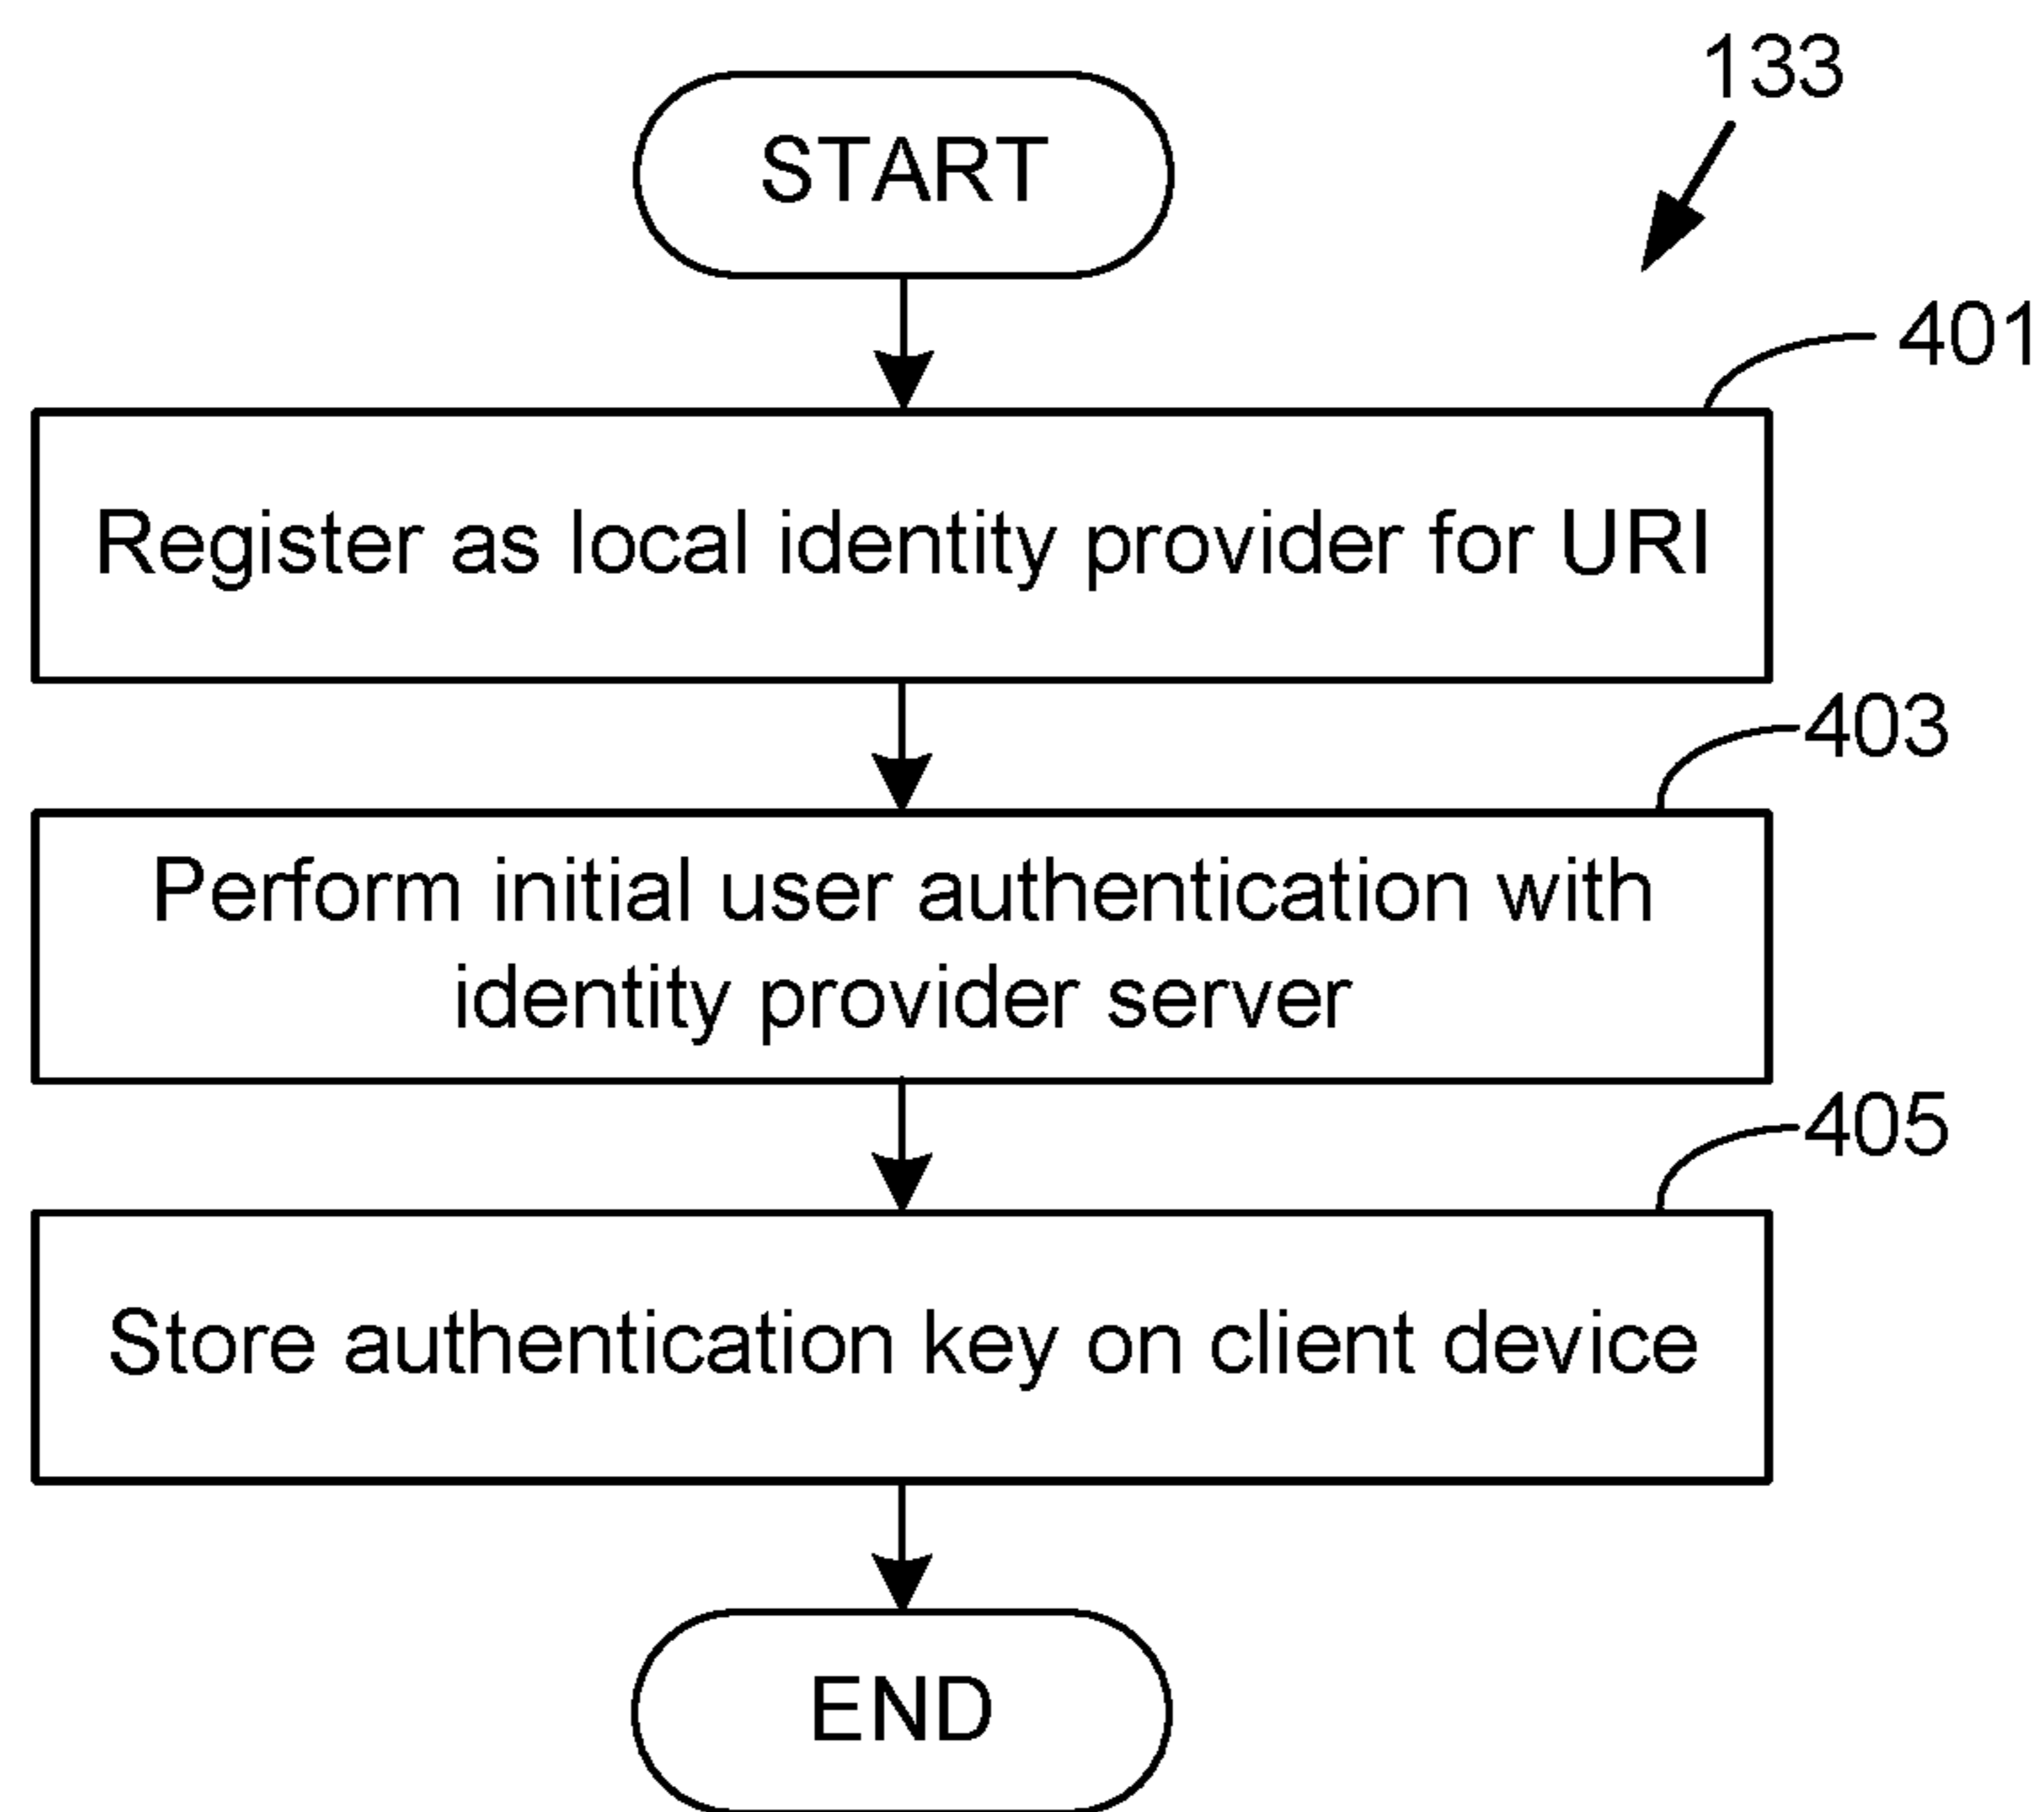 133
START
401
Register as local identity provider for URI
403
Perform initial user authentication with
identity provider server
405
Store authentication key on client device
END